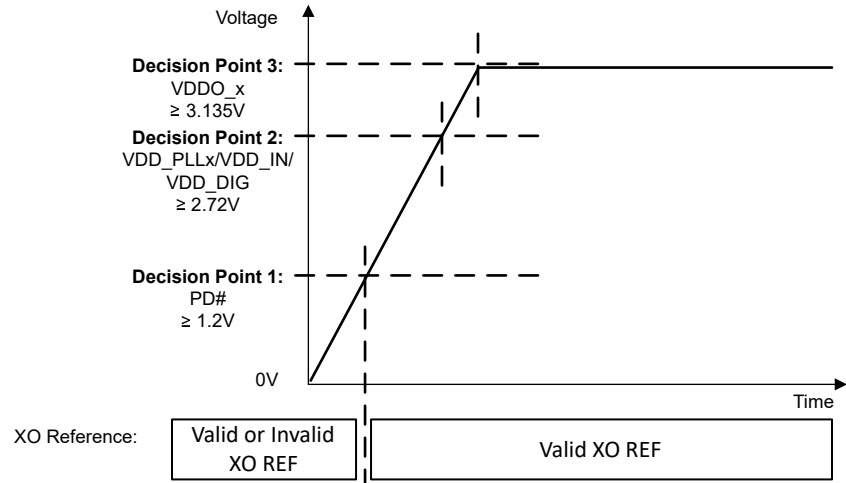 Voltage
Decision Point 3:
VDDO_x
≥ 3.135V
Decision Point 2:
VDD_PLLx/VDD_IN/
VDD_DIG
≥ 2.72V
Decision Point 1:
PD#
≥ 1.2V
0V
Time
XO Reference:
Valid or Invalid
XO REF
Valid XO REF